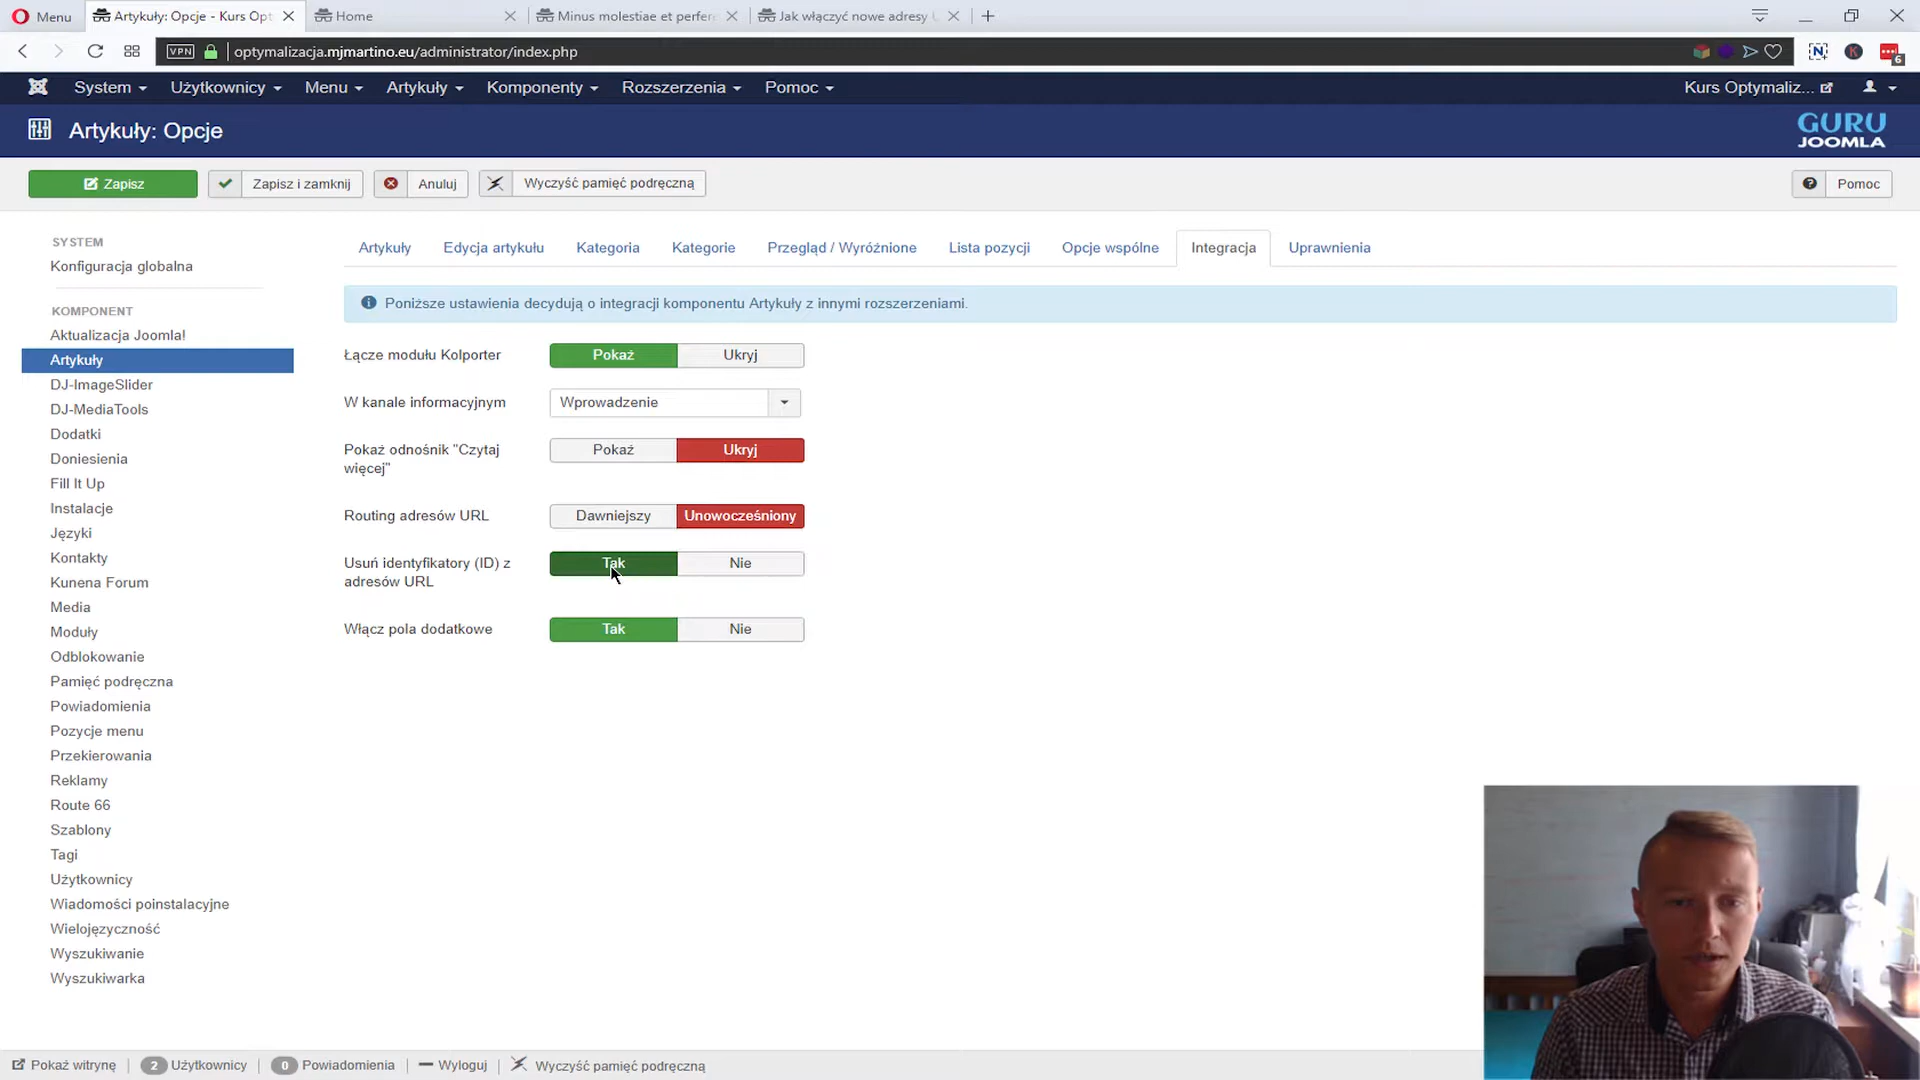 Menu
Artykuły: Opcje - Kurs Opt
Home
Minus molestiae et perfer
Jak włączyć nowe adresy U
VPN
optymalizacja.mjmartino.eu/administrator/index.php
6
System
Użytkownicy
Menu
Artykuły
Komponenty
Rozszerzenia
Pomoc
Kurs Optymaliz...
Artykuły: Opcje
GURU
JOOMLA
Zapisz
Zapisz i zamknij
Anuluj
Wyczyść pamięć podręczną
Pomoc
SYSTEM
Konfiguracja globalna
KOMPONENT
Aktualizacja Joomla!
Artykuły
DJ-ImageSlider
DJ-MediaTools
Dodatki
Doniesienia
Fill It Up
Instalacje
Języki
Kontakty
Kunena Forum
Media
Moduły
Odblokowanie
Pamięć podręczna
Powiadomienia
Pozycje menu
Przekierowania
Reklamy
Route 66
Szablony
Tagi
Użytkownicy
Wiadomości poinstalacyjne
Wielojęzyczność
Wyszukiwanie
Wyszukiwarka
Artykuły
Edycja artykułu
Kategoria
Kategorie
Przegląd / Wyróżnione
Lista pozycji
Opcje wspólne
Integracja
Uprawnienia
Poniższe ustawienia decydują o integracji komponentu Artykuły z innymi rozszerzeniami.
Łącze modułu Kolporter
Pokaż
Ukryj
W kanale informacyjnym
Wprowadzenie
Pokaż odnośnik "Czytaj
więcej"
Pokaż
Ukryj
Routing adresów URL
Dawniejszy
Unowocześniony
Usuń identyfikatory (ID) z
adresów URL
Tak
Nie
Włącz pola dodatkowe
Tak
Nie
Pokaż witrynę
2 Użytkownicy
0 Powiadomienia
Wyloguj
Wyczyść pamięć podręczną